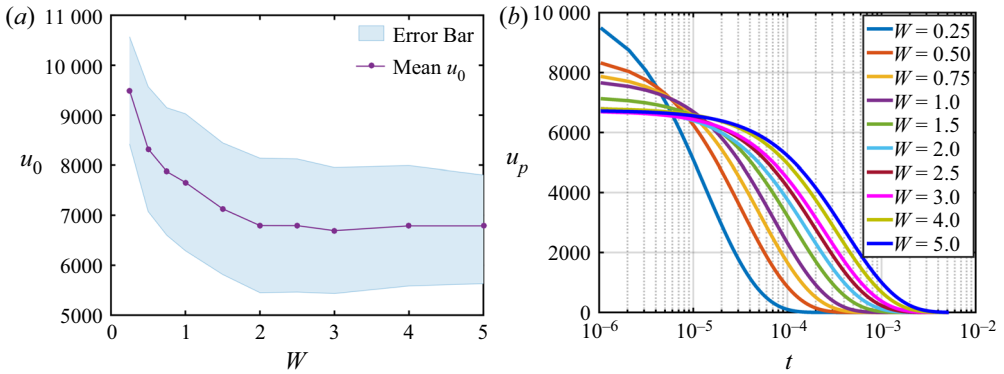 (a)
11 000
10 000
9000
8000
7000
6000
5000
u0
0
1
2
3
4
5
W
Error Bar
Mean u0
(b)
10 000
8000
6000
4000
2000
0
up
10–6
10–5
10–4
10–3
10–2
t
W = 0.25
W = 0.50
W = 0.75
W = 1.0
W = 1.5
W = 2.0
W = 2.5
W = 3.0
W = 4.0
W = 5.0